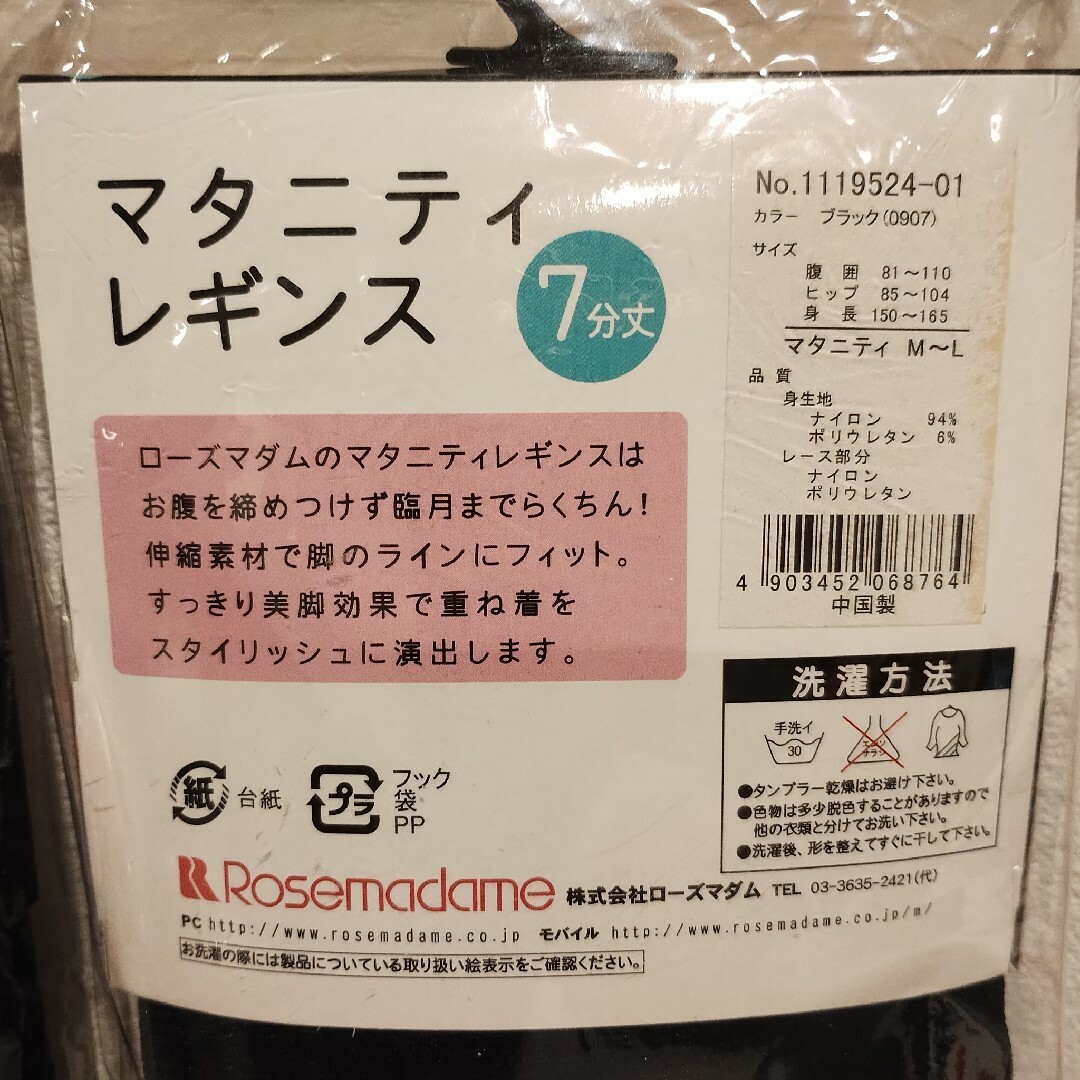 マタニティ
レギンス
7分丈
ローズマダムのマタニティレギンスは
お腹を締めつけず臨月までらくちん!
伸縮素材で脚のラインにフィット。
すっきり美脚効果で重ね着を
スタイリッシュに演出します。
No.1119524-01
カラー ブラック(0907)
サイズ
腹囲 81～110
ヒップ 85～104
身長 150～165
マタニティ M～L
品質
身生地
ナイロン 94%
ポリウレタン 6%
レース部分
ナイロン
ポリウレタン
4 903452 068764
中国製
洗濯方法
手洗イ
30
エンソ
サラシ
●タンブラー乾燥はお避け下さい。
●色物は多少脱色することがありますので
他の衣類と分けてお洗い下さい。
●洗濯後、形を整えてすぐに干して下さい。
紙 台紙
プラ フック
袋
PP
Rosemadame 株式会社ローズマダム TEL 03-3635-2421(代)
PC http://www.rosemadame.co.jp モバイル http://www.rosemadame.co.jp/m/
お洗濯の際には製品についている取り扱い絵表示をご確認ください。